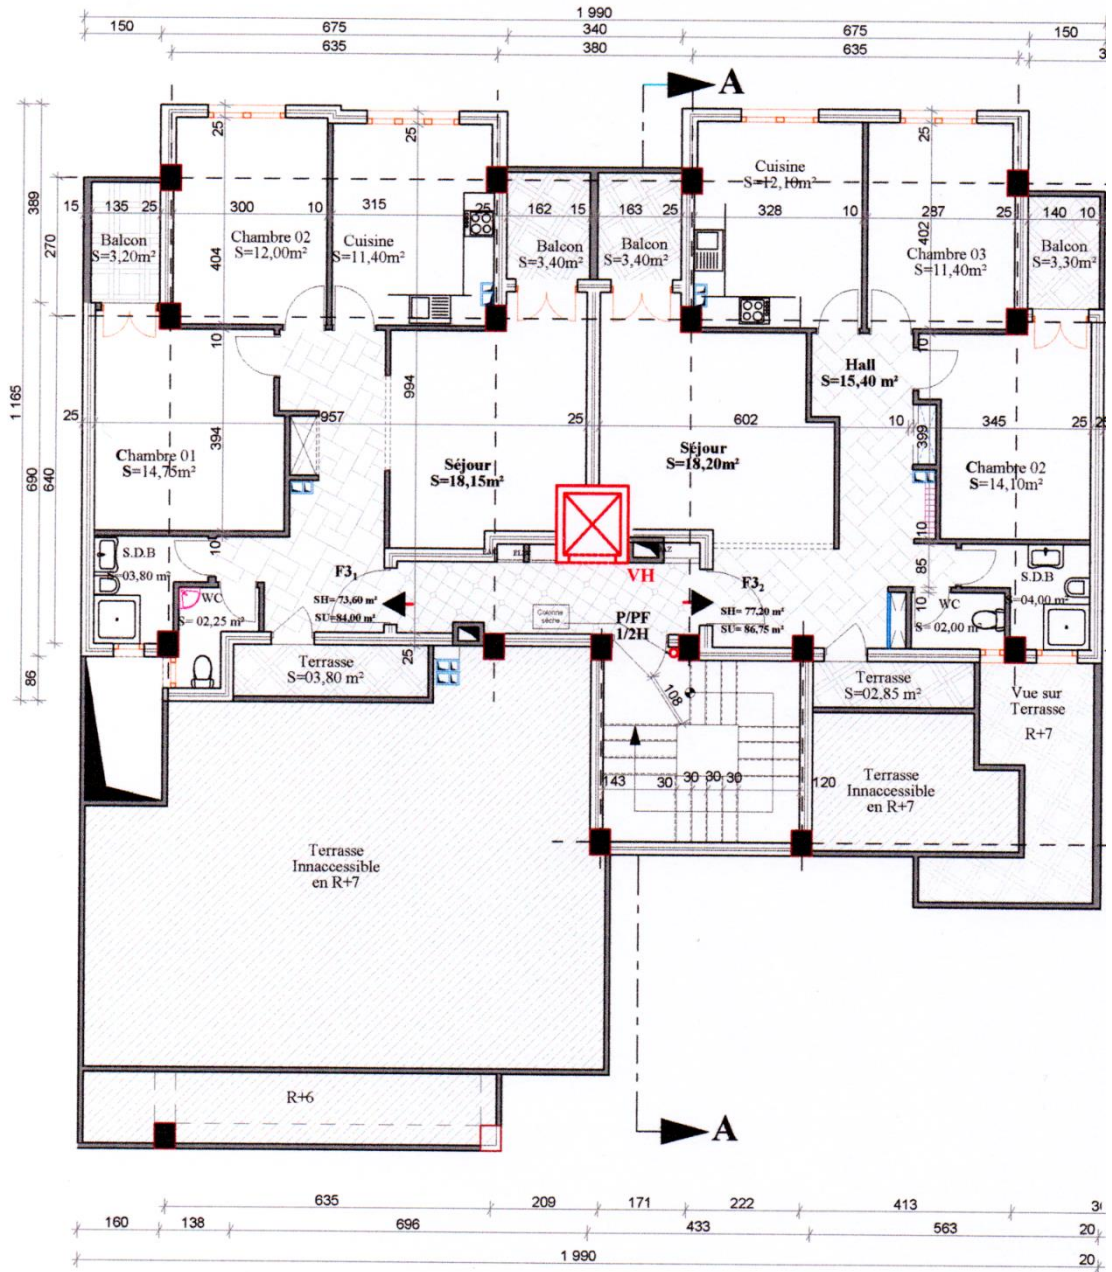 1 990
150
675
340
675
150
635
380
635
3
A
25
25
25
Cuisine
S=12,10m²
389
15
135
25
300
10
315
25
162
15
163
25
328
10
287
25
140
10
270
Balcon
S=3,20m²
Chambre 02
S=12,00m²
404
Cuisine
S=11,40m²
Balcon
S=3,40m²
Balcon
S=3,40m²
402
Chambre 03
S=11,40m²
Balcon
S=3,30m²
10
10
Hall
S=15,40 m²
1 165
994
25
957
25
602
10
399
345
25
25
394
Chambre 01
S=14,75m²
Séjour
S=18,15m²
Séjour
S=18,20m²
Chambre 02
S=14,10m²
690
640
10
10
S.D.B
S=03,80 m²
VH
85
S.D.B
S=04,00m²
F3₁
SH= 73,60 m²
SU=84,00 m²
F3₂
SH= 77,20 m²
SU= 86,75 m²
WC
S= 02,25 m²
Colonne
sèche
P/PF
1/2H
10
WC
S= 02,00 m²
25
86
Terrasse
S=03,80 m²
108
Terrasse
S=02,85 m²
Vue sur
Terrasse
R+7
143
30
30
30
30
120
Terrasse
Innaccessible
en R+7
Terrasse
Innaccessible
en R+7
R+6
A
635
209
171
222
413
160
138
696
433
563
20
1 990
20